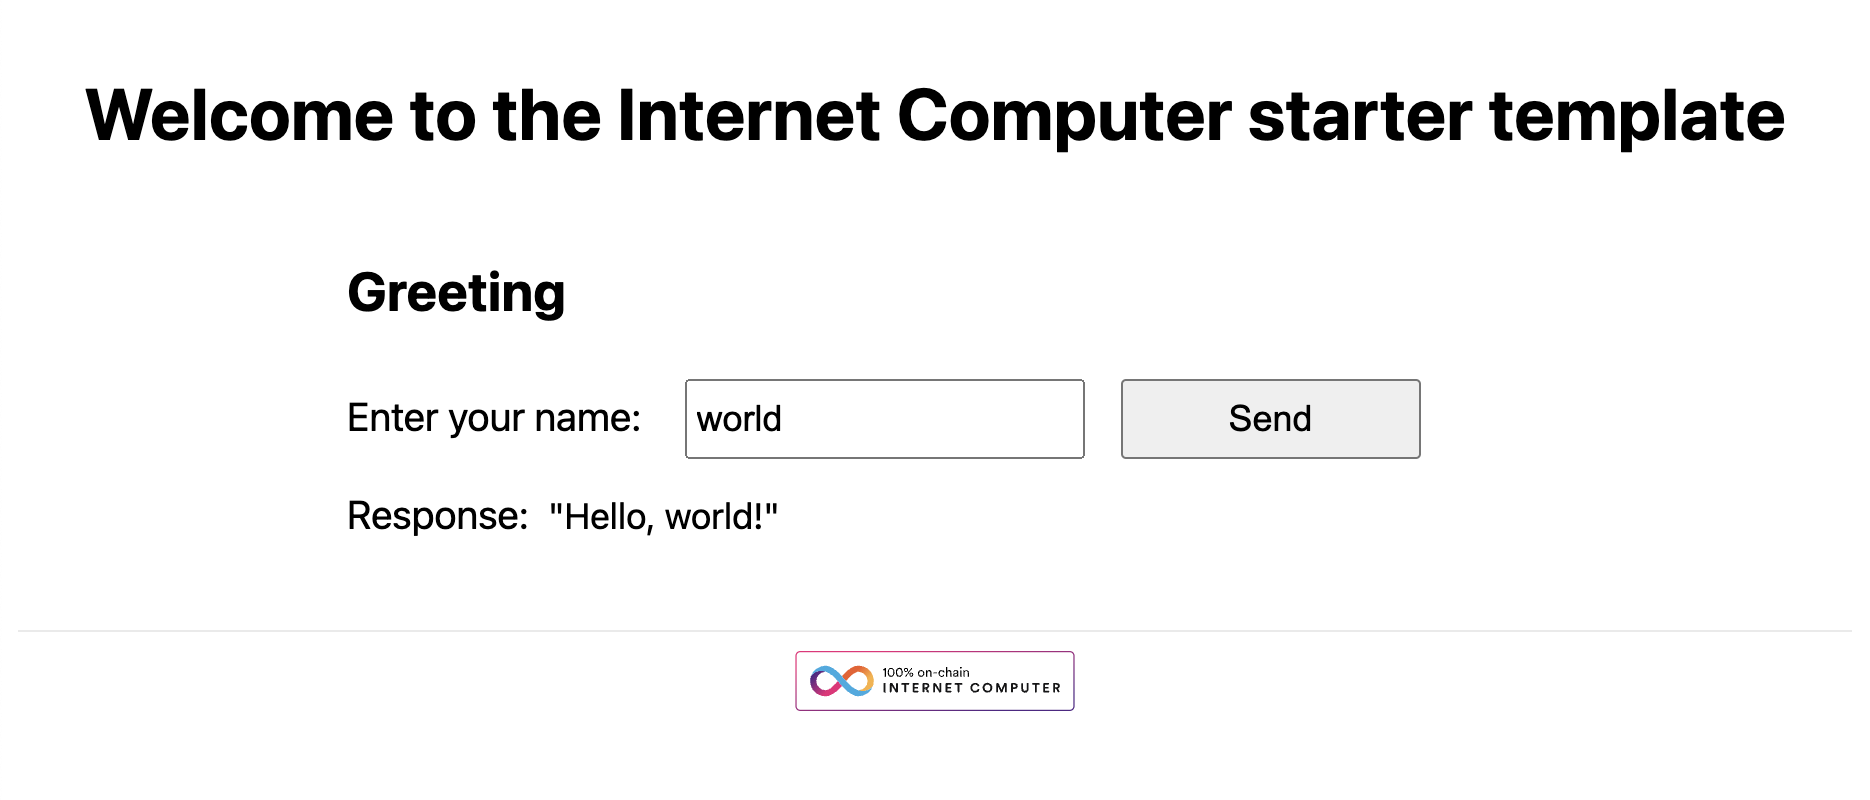 Welcome to the Internet Computer starter template
Greeting
Enter your name: world Send
Response: "Hello, world!"
100% on-chain
INTERNET COMPUTER